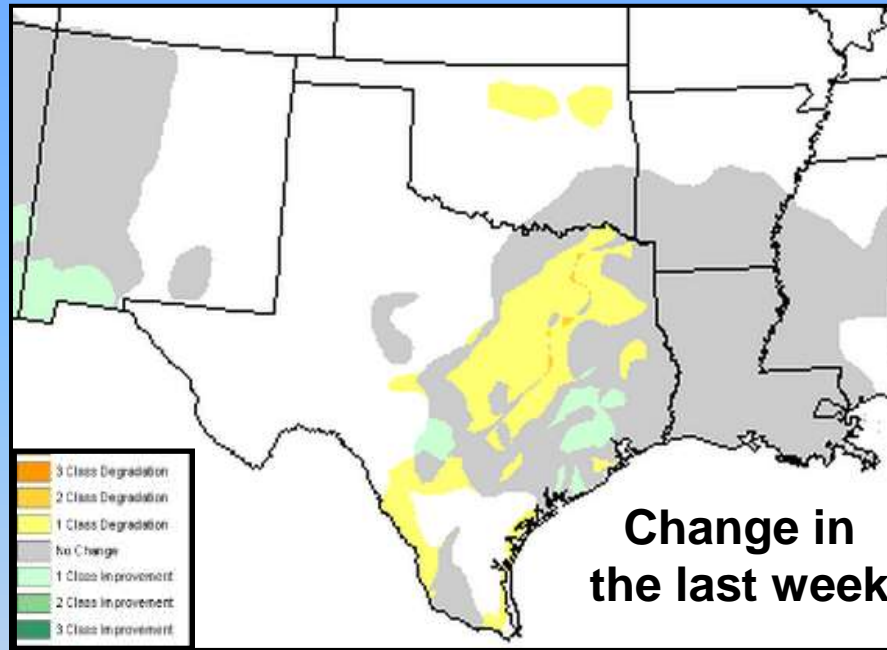 3 Class Degradation
2 Class Degradation
1 Class Degradation
No Change
1 Class Improvement
2 Class Improvement
3 Class Improvement
Change in
the last week